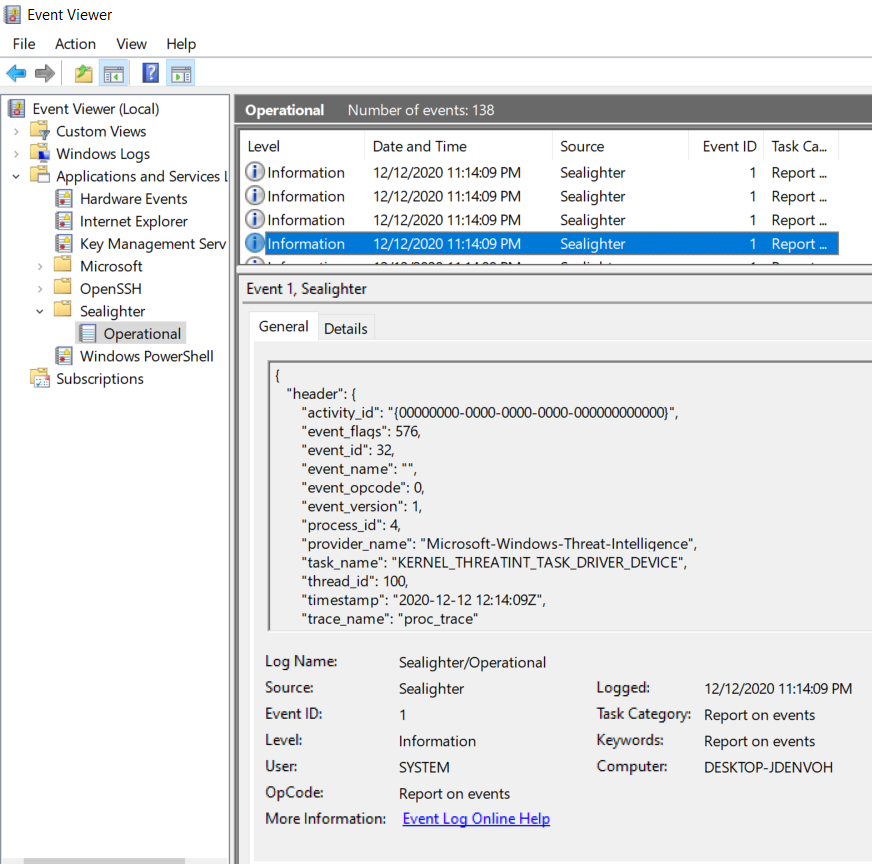 Event Viewer
File Action View Help
Event Viewer (Local)
Custom Views
Windows Logs
Applications and Services L
Hardware Events
Internet Explorer
Key Management Serv
Microsoft
OpenSSH
Sealighter
Operational
Windows PowerShell
Subscriptions
Operational Number of events: 138
Level Date and Time Source Event ID Task Ca...
Information 12/12/2020 11:14:09 PM Sealighter 1 Report ...
Information 12/12/2020 11:14:09 PM Sealighter 1 Report ...
Information 12/12/2020 11:14:09 PM Sealighter 1 Report ...
Information 12/12/2020 11:14:09 PM Sealighter 1 Report ...
Event 1, Sealighter
General Details
{
"header": {
"activity_id": "{00000000-0000-0000-0000-000000000000}",
"event_flags": 576,
"event_id": 32,
"event_name": "",
"event_opcode": 0,
"event_version": 1,
"process_id": 4,
"provider_name": "Microsoft-Windows-Threat-Intelligence",
"task_name": "KERNEL_THREATINT_TASK_DRIVER_DEVICE",
"thread_id": 100,
"timestamp": "2020-12-12 12:14:09Z",
"trace_name": "proc_trace"
Log Name: Sealighter/Operational
Source: Sealighter Logged: 12/12/2020 11:14:09 PM
Event ID: 1 Task Category: Report on events
Level: Information Keywords: Report on events
User: SYSTEM Computer: DESKTOP-JDENVOH
OpCode: Report on events
More Information: Event Log Online Help